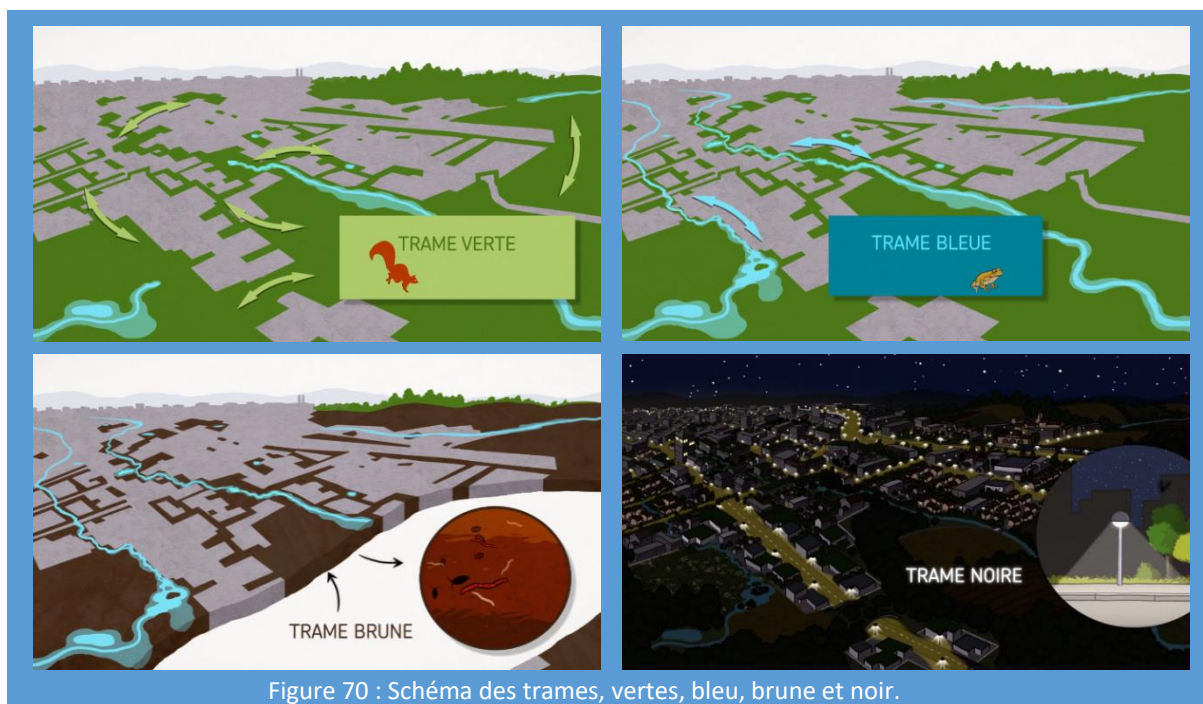 TRAME VERTE
TRAME BLEUE
TRAME BRUNE
TRAME NOIRE
Figure 70 : Schéma des trames, vertes, bleu, brune et noir.